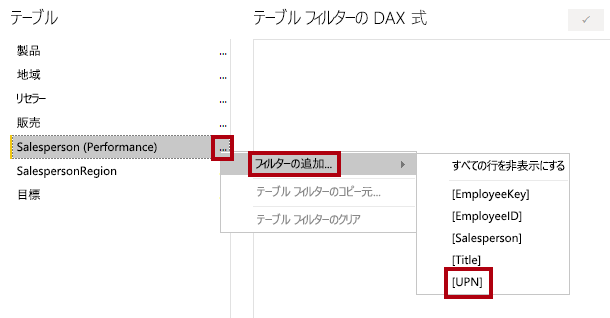 テーブル
テーブル フィルターの DAX 式
✓
製品 ...
地域 ...
リセラー ...
販売 ...
Salesperson (Performance) ...
SalespersonRegion
目標
フィルターの追加...
テーブル フィルターのコピー元...
テーブル フィルターのクリア
すべての行を非表示にする
[EmployeeKey]
[EmployeeID]
[Salesperson]
[Title]
[UPN]